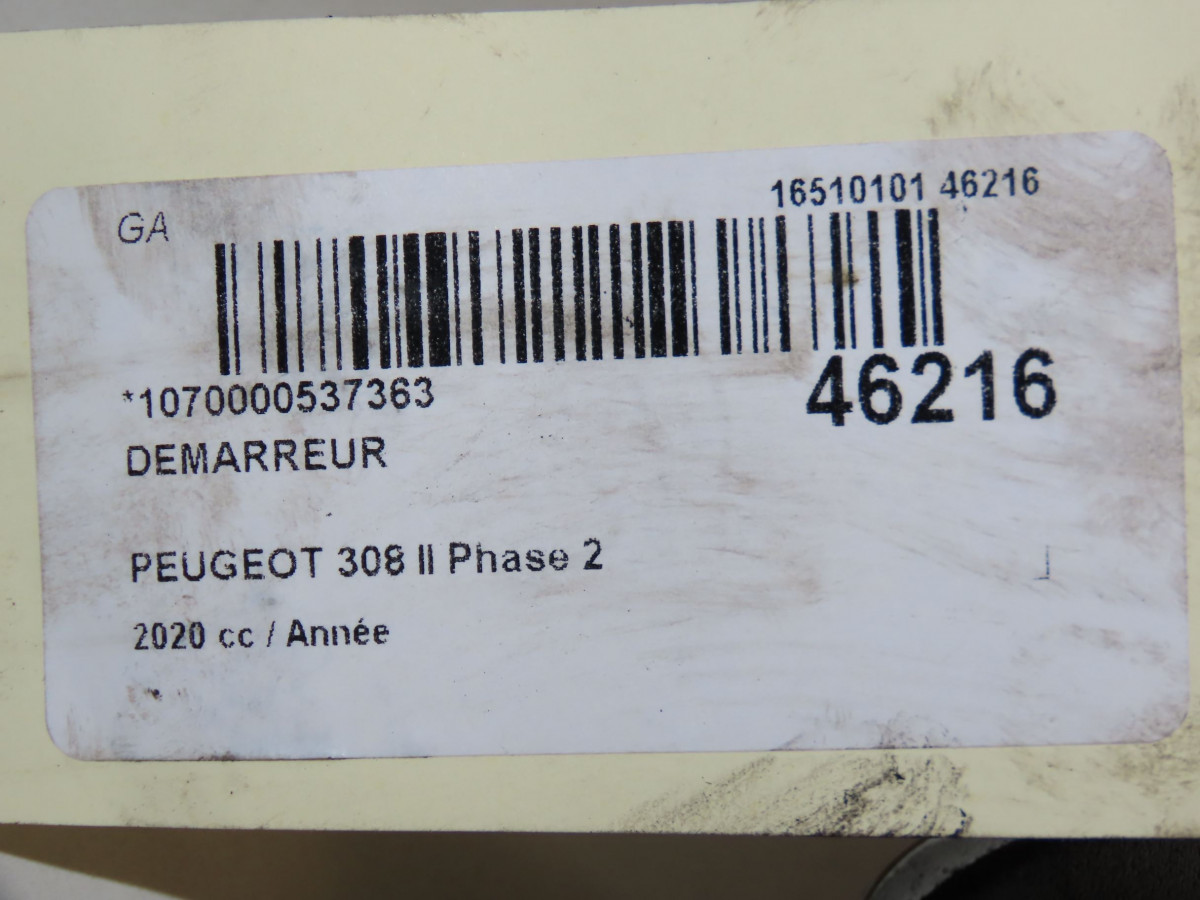 GA
16510101 46216
*1070000537363
46216
DEMARREUR
PEUGEOT 308 II Phase 2
2020 cc / Année